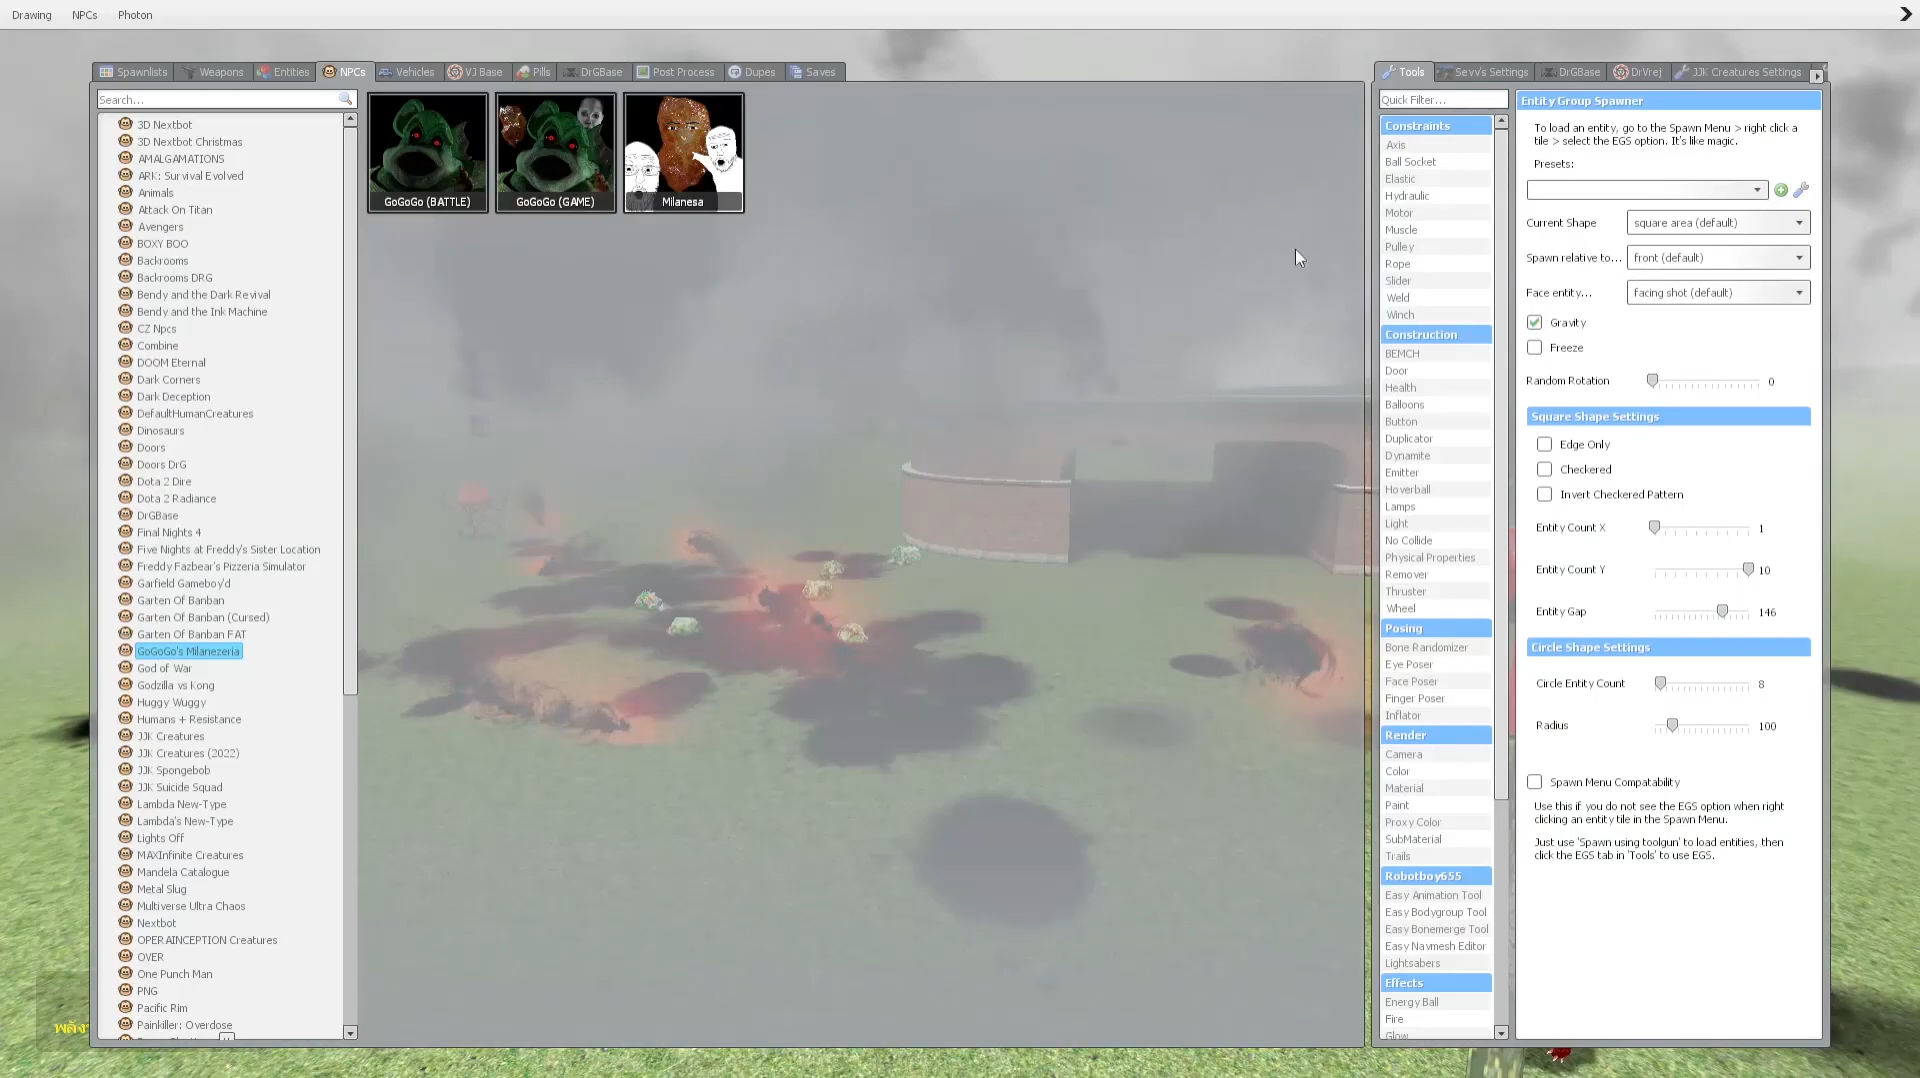 Drawing NPCs Photon
Spawnlists Weapons Entities NPCs Vehicles VJ Base Pills DrGBase Post Process Dupes Saves
Search...
3D Nextbot
3D Nextbot Christmas
AMALGAMATIONS
ARK: Survival Evolved
Animals
Attack On Titan
Avengers
BOXY BOO
Backrooms
Backrooms DRG
Bendy and the Dark Revival
Bendy and the Ink Machine
CZ Npcs
Combine
DOOM Eternal
Dark Corners
Dark Deception
DefaultHumanCreatures
Dinosaurs
Doors
Doors DrG
Dota 2 Dire
Dota 2 Radiance
DrGBase
Final Nights 4
Five Nights at Freddy's Sister Location
Freddy Fazbear's Pizzeria Simulator
Garfield Gameboy'd
Garten Of Banban
Garten Of Banban (Cursed)
Garten Of Banban FAT
GoGoGo's Milanezeria
God of War
Godzilla vs Kong
Huggy Wuggy
Humans + Resistance
JJK Creatures
JJK Creatures (2022)
JJK Spongebob
JJK Suicide Squad
Lambda New-Type
Lambda's New-Type
Lights Off
MAXInfinite Creatures
Mandela Catalogue
Metal Slug
Multiverse Ultra Chaos
Nextbot
OPERAINCEPTION Creatures
OVER
One Punch Man
PNG
Pacific Rim
Painkiller: Overdose
GoGoGo (BATTLE) GoGoGo (GAME) Milanesa
Tools Sevv's Settings DrGBase DrVrej JJK Creatures Settings
Quick Filter...
Constraints
Axis
Ball Socket
Elastic
Hydraulic
Motor
Muscle
Pulley
Rope
Slider
Weld
Winch
Construction
BEMCH
Door
Health
Balloons
Button
Duplicator
Dynamite
Emitter
Hoverball
Lamps
Light
No Collide
Physical Properties
Remover
Thruster
Wheel
Posing
Bone Randomizer
Eye Poser
Face Poser
Finger Poser
Inflator
Render
Camera
Color
Material
Paint
Proxy Color
SubMaterial
Trails
Robotboy655
Easy Animation Tool
Easy Bodygroup Tool
Easy Bonemerge Tool
Easy Navmesh Editor
Lightsabers
Effects
Energy Ball
Fire
Glow
Entity Group Spawner
To load an entity, go to the Spawn Menu > right click a
tile > select the EGS option. It's like magic.
Presets:
Current Shape square area (default)
Spawn relative to... front (default)
Face entity... facing shot (default)
Gravity
Freeze
Random Rotation 0
Square Shape Settings
Edge Only
Checkered
Invert Checkered Pattern
Entity Count X 1
Entity Count Y 10
Entity Gap 146
Circle Shape Settings
Circle Entity Count 8
Radius 100
Spawn Menu Compatability
Use this if you do not see the EGS option when right
clicking an entity tile in the Spawn Menu.
Just use 'Spawn using toolgun' to load entities, then
click the EGS tab in 'Tools' to use EGS.